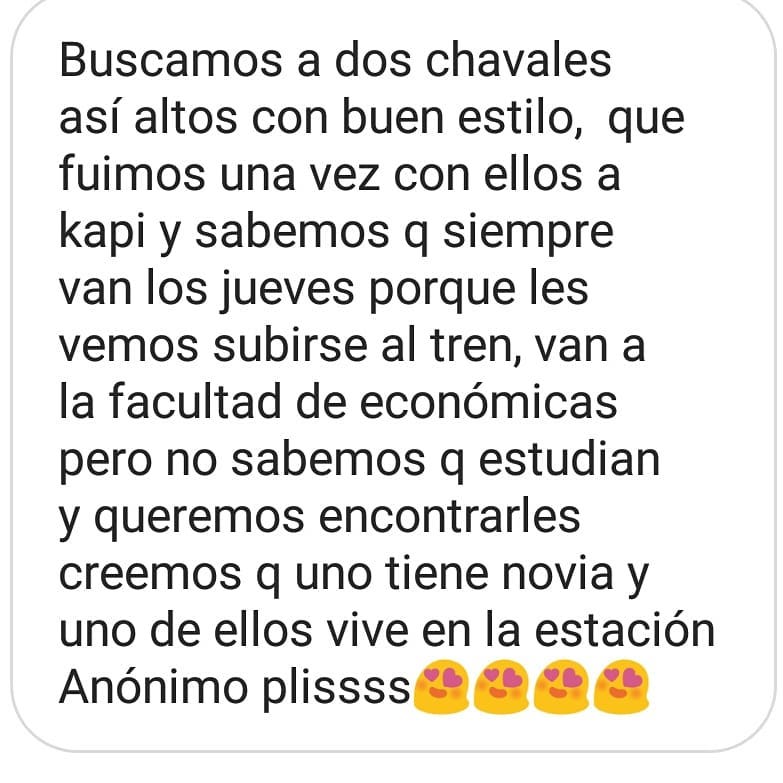 Buscamos a dos chavales
así altos con buen estilo,  que
fuimos una vez con ellos a
kapi y sabemos q siempre
van los jueves porque les
vemos subirse al tren, van a
la facultad de económicas
pero no sabemos q estudian
y queremos encontrarles
creemos q uno tiene novia y
uno de ellos vive en la estación
Anónimo plissss😍😍😍😍